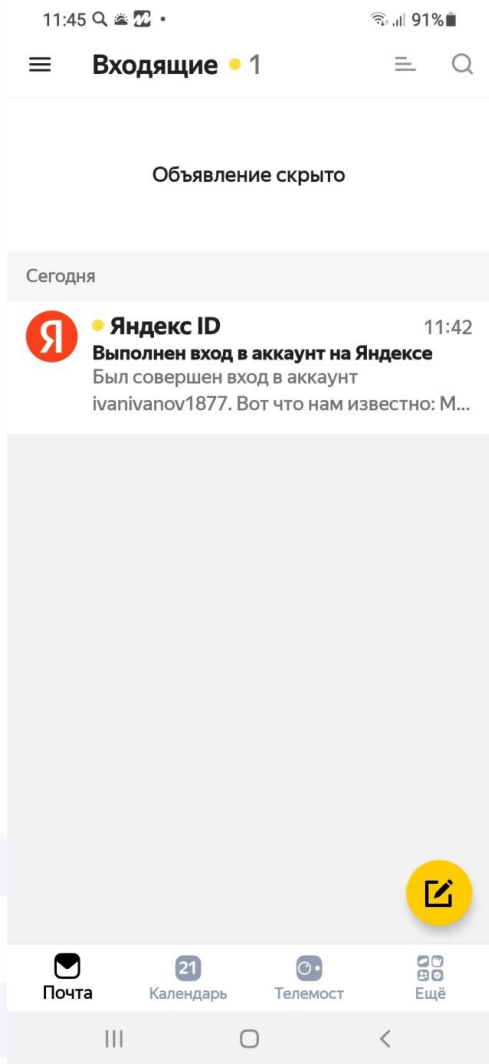 11:45 91%
Входящие 1
Объявление скрыто
Сегодня
Я
Яндекс ID 11:42
Выполнен вход в аккаунт на Яндексе
Был совершен вход в аккаунт
ivanivanov1877. Вот что нам известно: М...
21
Почта Календарь Телемост Ещё